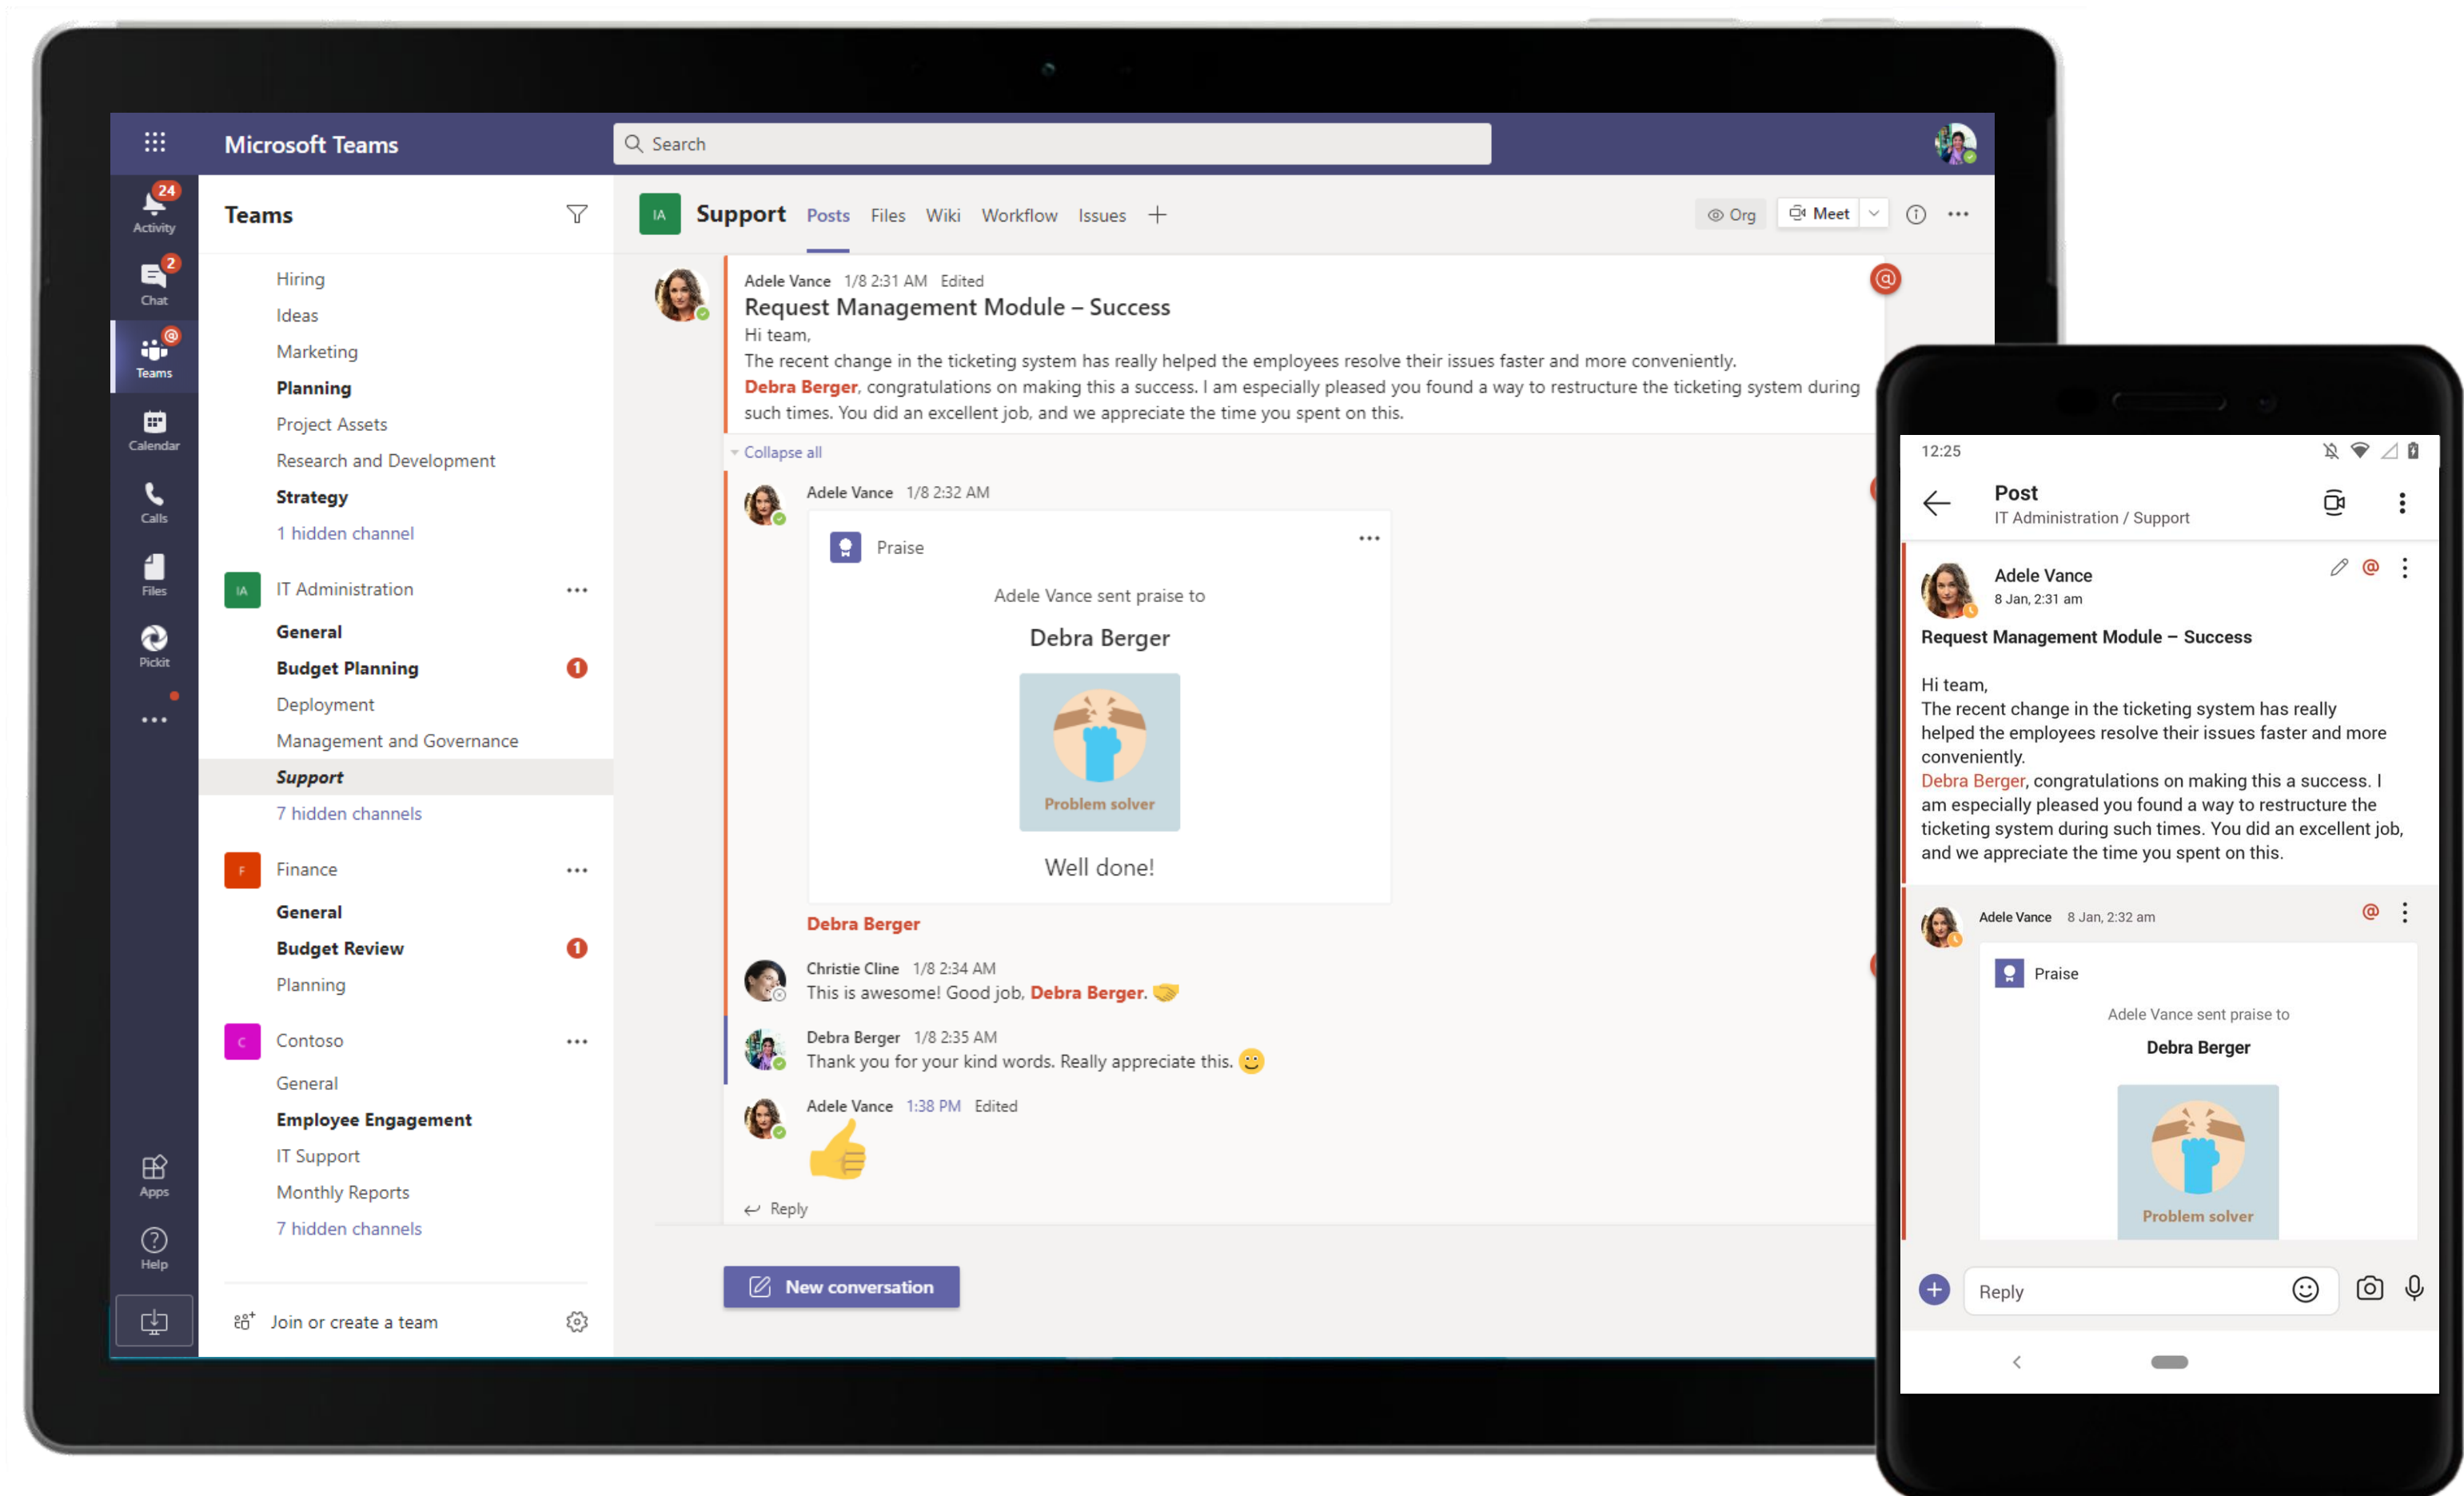 Microsoft Teams
Search
24
Activity
2
Chat
@
Teams
Calendar
Calls
Files
Pickit
Apps
Help
Teams
Hiring
Ideas
Marketing
Planning
Project Assets
Research and Development
Strategy
1 hidden channel
IA
IT Administration
General
Budget Planning
1
Deployment
Management and Governance
Support
7 hidden channels
F
Finance
General
Budget Review
1
Planning
C
Contoso
General
Employee Engagement
IT Support
Monthly Reports
7 hidden channels
Join or create a team
IA
Support Posts Files Wiki Workflow Issues
Org
Meet
Adele Vance 1/8 2:31 AM Edited
@
Request Management Module – Success
Hi team,
The recent change in the ticketing system has really helped the employees resolve their issues faster and more conveniently.
Debra Berger, congratulations on making this a success. I am especially pleased you found a way to restructure the ticketing system during
such times. You did an excellent job, and we appreciate the time you spent on this.
Collapse all
Adele Vance 1/8 2:32 AM
Praise
Adele Vance sent praise to
Debra Berger
Problem solver
Well done!
Debra Berger
Christie Cline 1/8 2:34 AM
This is awesome! Good job, Debra Berger.
Debra Berger 1/8 2:35 AM
Thank you for your kind words. Really appreciate this.
Adele Vance 1:38 PM Edited
Reply
New conversation
12:25
Post
IT Administration / Support
Adele Vance
@
8 Jan, 2:31 am
Request Management Module – Success
Hi team,
The recent change in the ticketing system has really
helped the employees resolve their issues faster and more
conveniently.
Debra Berger, congratulations on making this a success. I
am especially pleased you found a way to restructure the
ticketing system during such times. You did an excellent job,
and we appreciate the time you spent on this.
Adele Vance 8 Jan, 2:32 am
@
Praise
Adele Vance sent praise to
Debra Berger
Problem solver
Reply